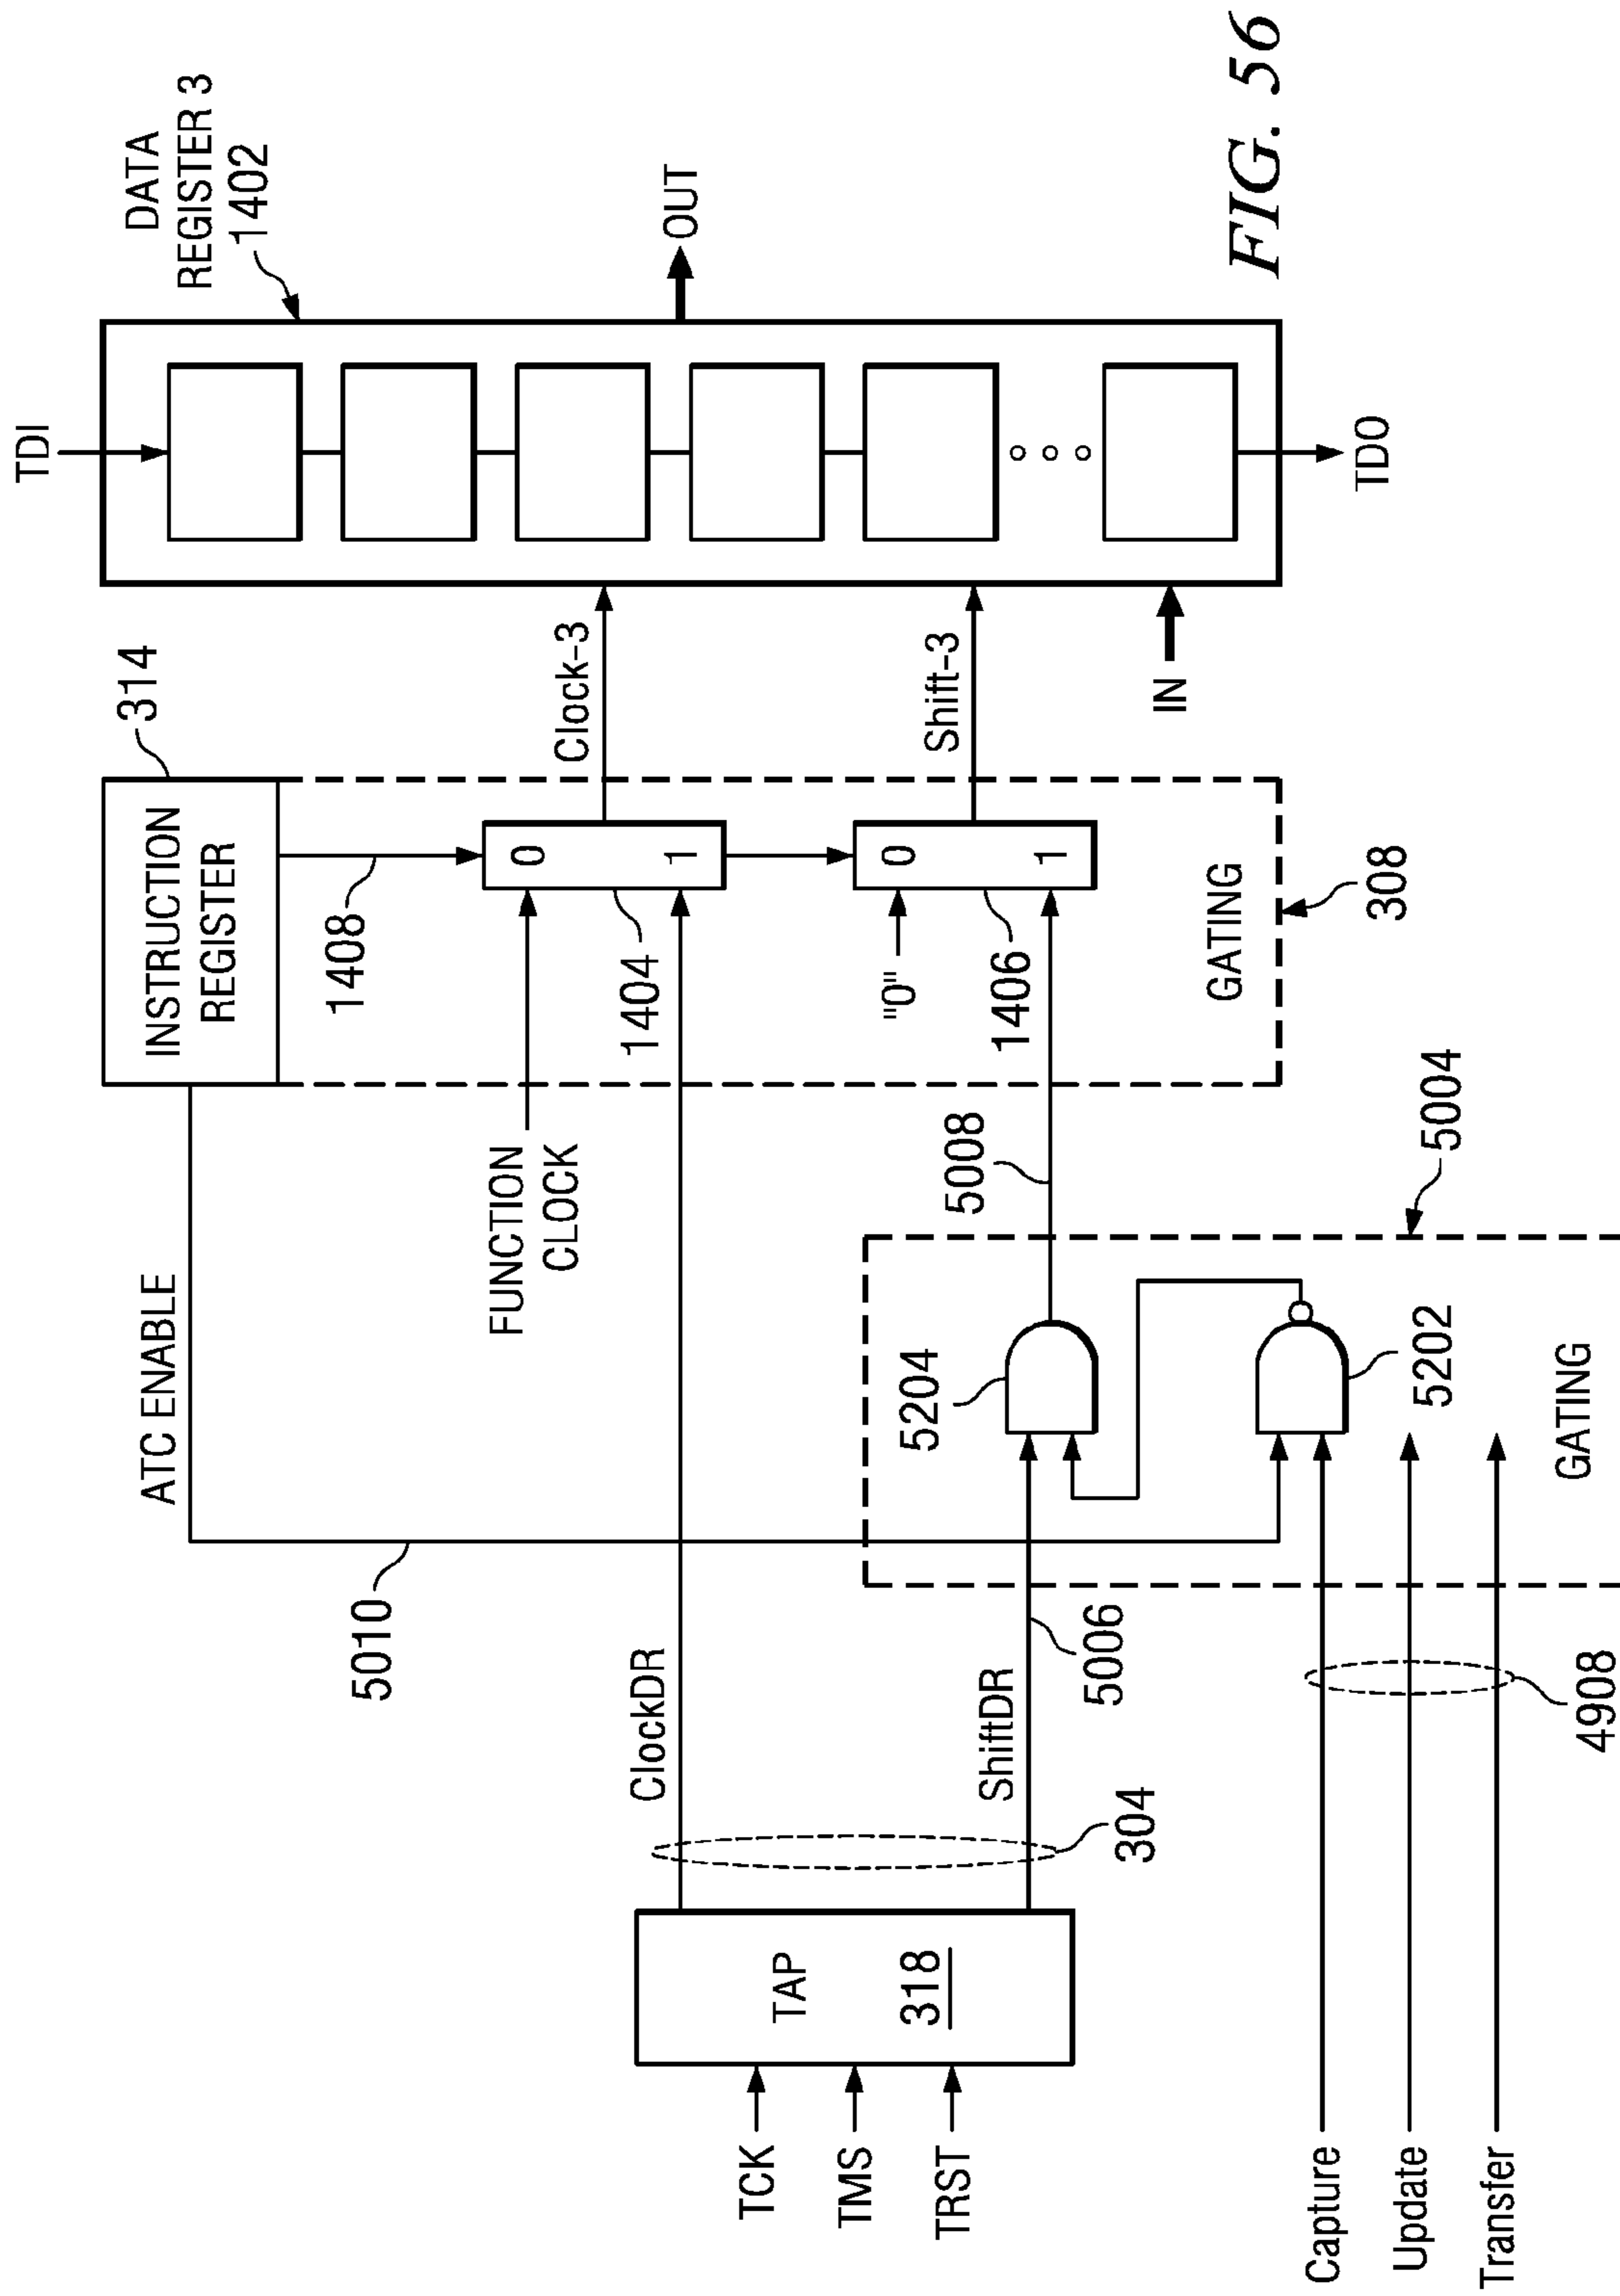 TDI
DATA
REGISTER 3
1402
OUT
TDO
IN
INSTRUCTION
REGISTER
314
1408
Clock-3
Shift-3
0
1
1404
0
1
"0"
1406
GATING
308
FUNCTION
CLOCK
ATC ENABLE
5010
5008
5004
5204
5202
GATING
ClockDR
ShiftDR
5006
304
4908
TAP
318
TCK
TMS
TRST
Capture
Update
Transfer
FIG. 56